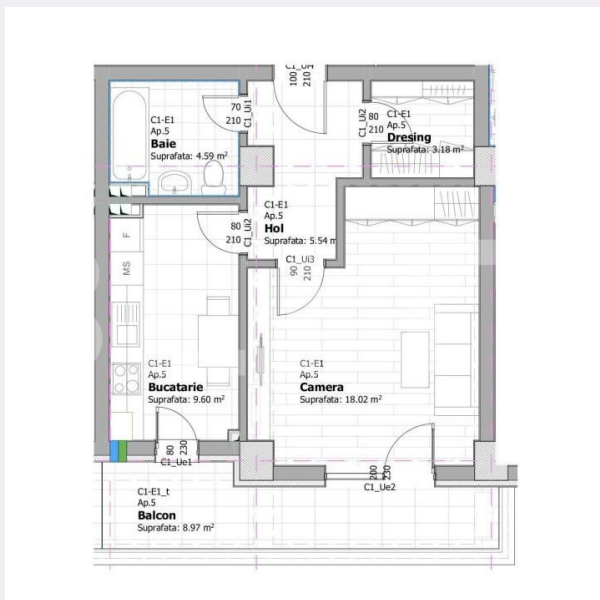 C1_Ui4
100
210
C1-E1
Ap.5
Baie
Suprafata: 4.59 m²
70
210
C1_Ui1
80
210
C1_Ui2
C1-E1
Ap.5
Dresing
Suprafata: 3.18 m²
C1-E1
Ap.5
Hol
Suprafata: 5.54 m
80
210
C1_Ui2
C1_Ui3
90
210
F
MS
C1-E1
Ap.5
Bucatarie
Suprafata: 9.60 m²
C1-E1
Ap.5
Camera
Suprafata: 18.02 m²
80
230
C1_Ue1
200
230
C1_Ue2
C1-E1_t
Ap.5
Balcon
Suprafata: 8.97 m²